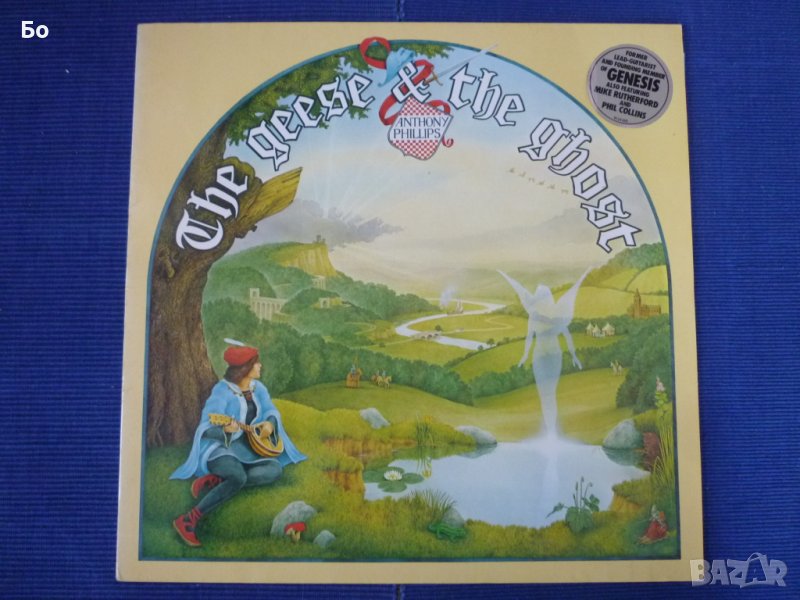 Бо
The geese & the ghost
ANTHONY
PHILLIPS
FORMER
LEAD-GUITARIST
AND FOUNDING MEMBER
OF GENESIS
ALSO FEATURING
MIKE RUTHERFORD
AND
PHIL COLLINS
BAZAR